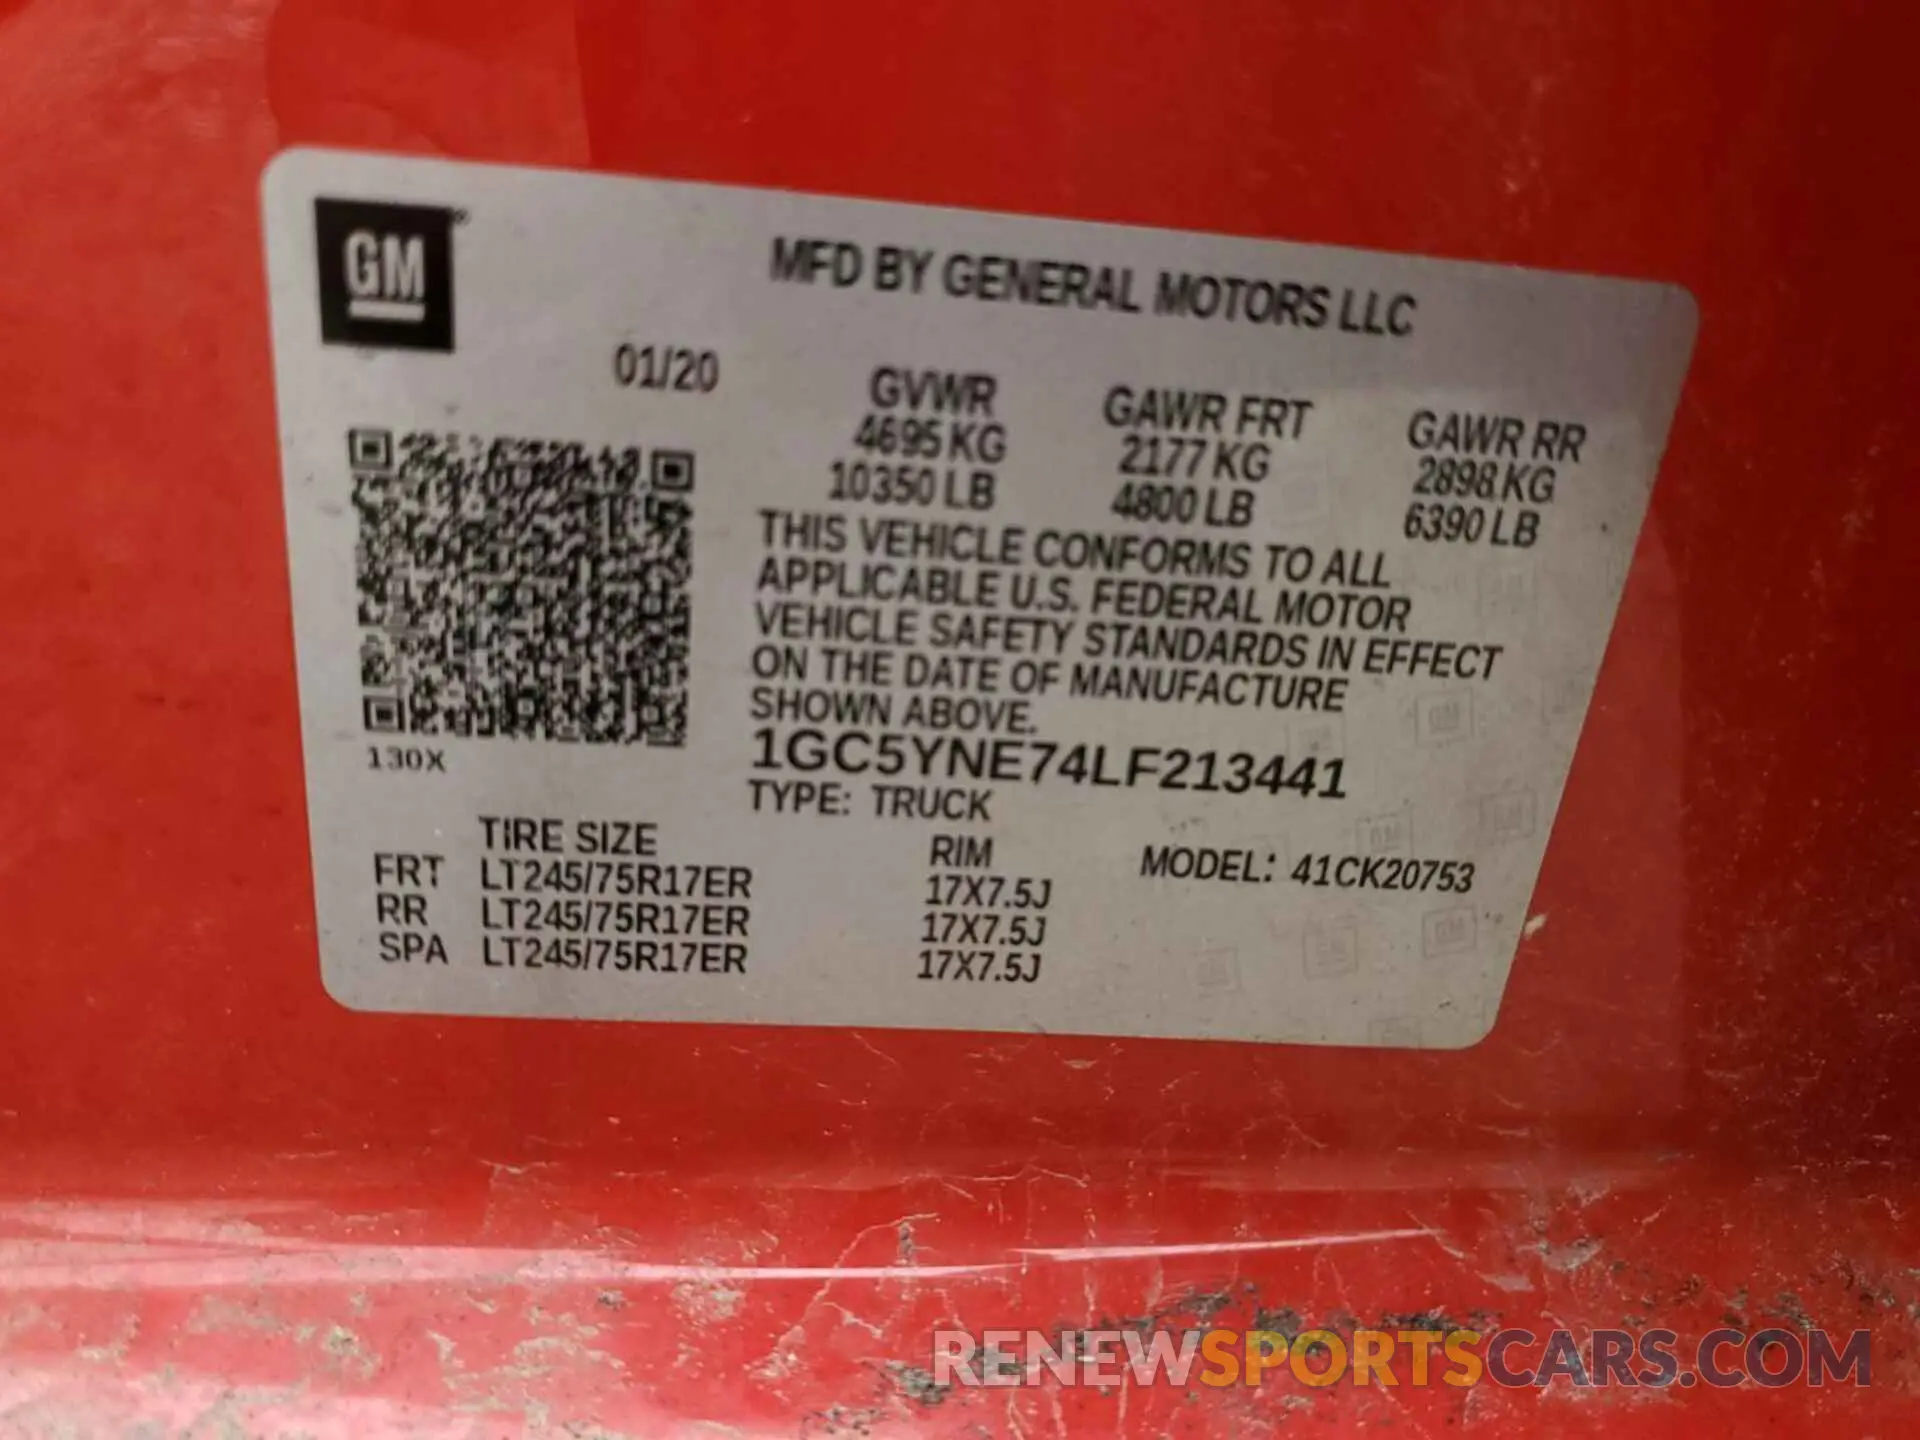 GM
MFD BY GENERAL MOTORS LLC
01/20
GVWR GAWR FRT GAWR RR
4695 KG 2177 KG 2898 KG
10350 LB 4800 LB 6390 LB
THIS VEHICLE CONFORMS TO ALL
APPLICABLE U.S. FEDERAL MOTOR
VEHICLE SAFETY STANDARDS IN EFFECT
ON THE DATE OF MANUFACTURE
SHOWN ABOVE.
130X
1GC5YNE74LF213441
TYPE: TRUCK
TIRE SIZE RIM MODEL: 41CK20753
FRT LT245/75R17ER 17X7.5J
RR LT245/75R17ER 17X7.5J
SPA LT245/75R17ER 17X7.5J
RENEWSPORTSCARS.COM